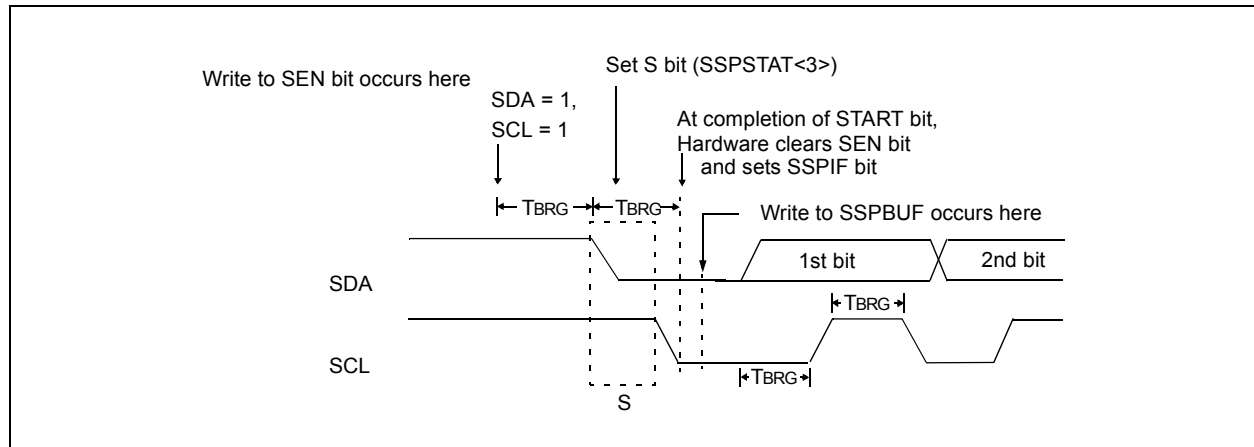 Write to SEN bit occurs here
Set S bit (SSPSTAT<3>)
SDA = 1,
SCL = 1
At completion of START bit,
Hardware clears SEN bit
and sets SSPIF bit
TBRG
TBRG
Write to SSPBUF occurs here
1st bit
2nd bit
SDA
TBRG
SCL
TBRG
S